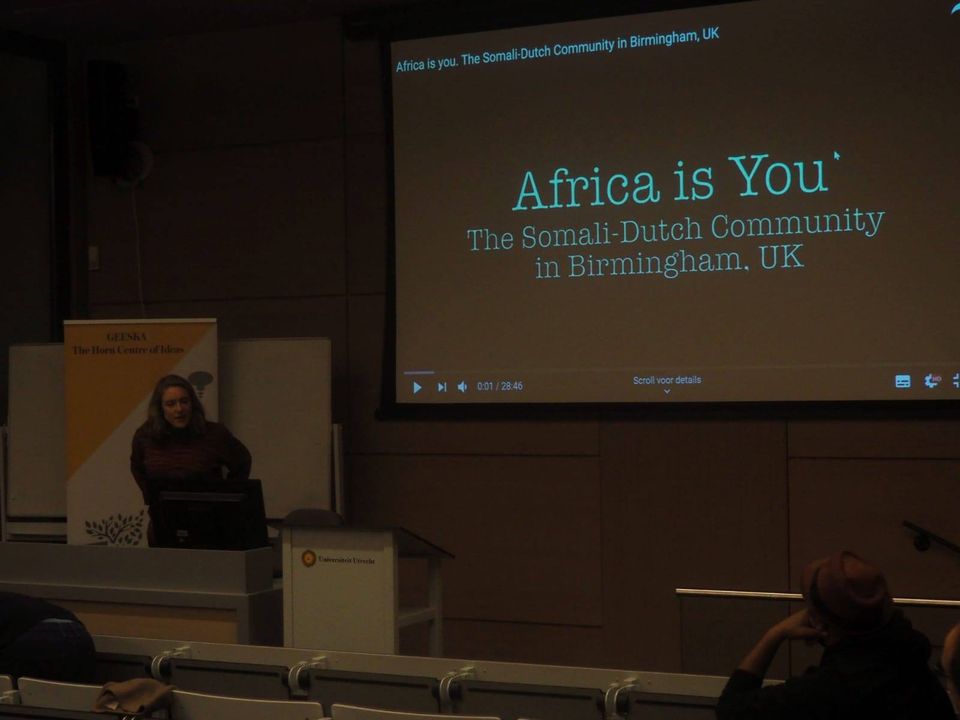 Africa is you. The Somali-Dutch Community in Birmingham, UK
Africa is You
The Somali-Dutch Community
in Birmingham, UK
0:01 / 28:46
Scroll voor details
HD
GEESKA
The Horn Centre of Ideas
Universiteit Utrecht